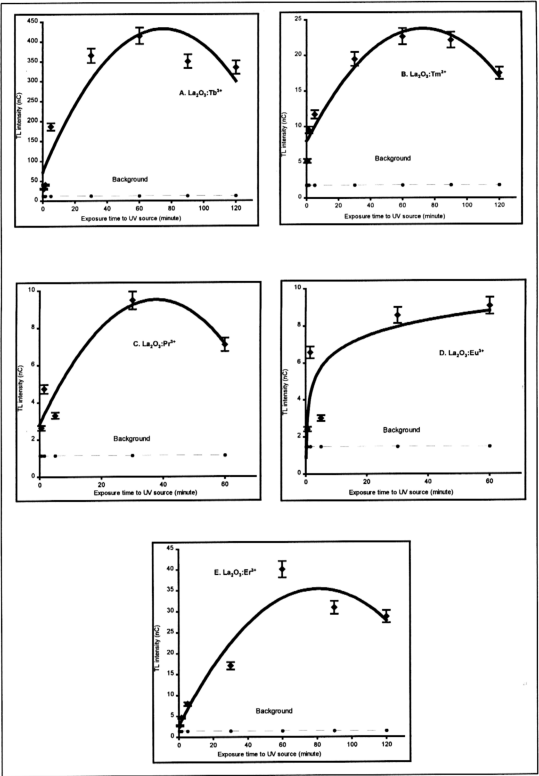 450
400
350
300
250
200
150
100
50
0
TL intensity (nC)
A. La₂O₃:Tb³⁺
Background
0 20 40 60 80 100 120
Exposure time to UV source (minute)
25
20
15
10
5
0
TL intensity (nC)
B. La₂O₃:Tm³⁺
Background
0 20 40 60 80 100 120
Exposure time to UV source (minute)
10
8
6
4
2
0
TL intensity (nC)
C. La₂O₃:Pr³⁺
Background
0 20 40 60
Exposure time to UV source (minute)
10
8
6
4
2
0
TL intensity (nC)
D. La₂O₃:Eu³⁺
Background
0 20 40 60
Exposure time to UV source (minute)
45
40
35
30
25
20
15
10
5
0
TL intensity (nC)
E. La₂O₃:Er³⁺
Background
0 20 40 60 80 100 120
Exposure time to UV source (minute)